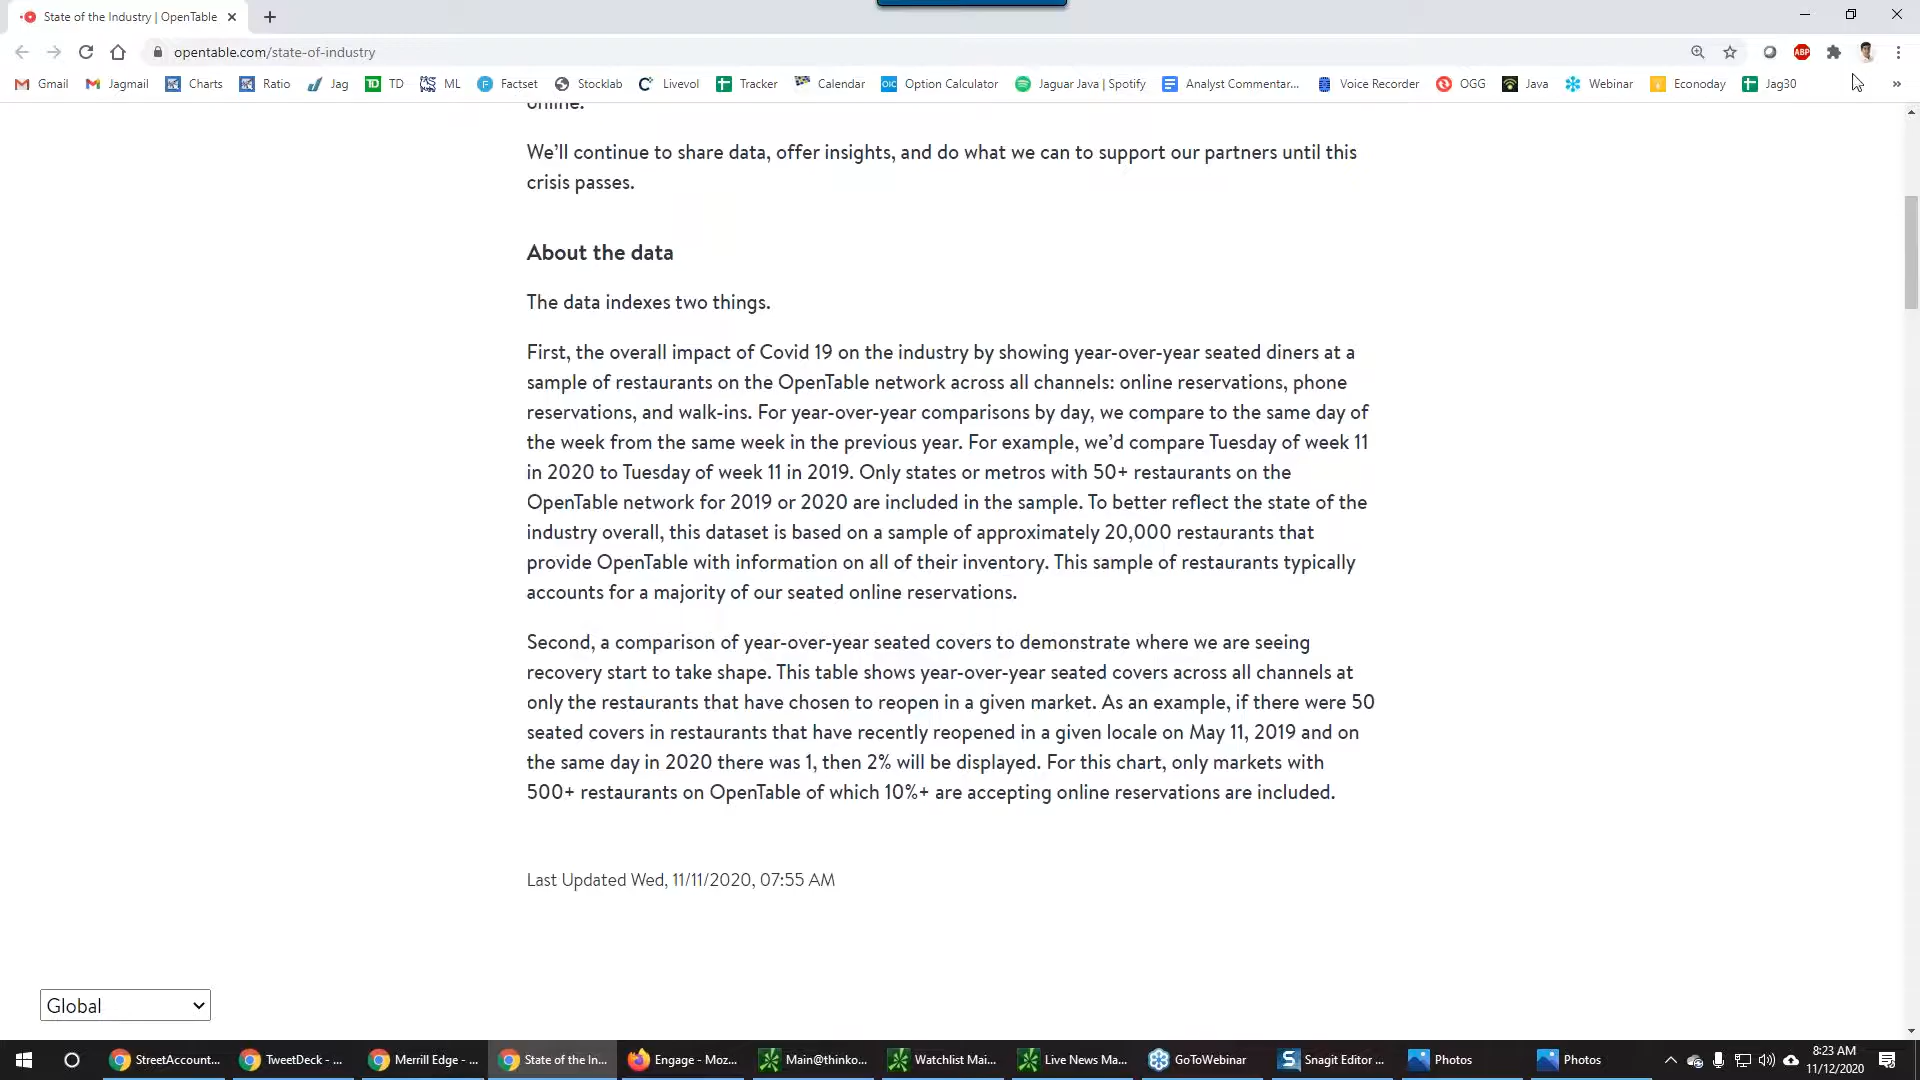 State of the Industry | OpenTable
opentable.com/state-of-industry
ABP
Gmail Jagmail Charts Ratio Jag TD ML Factset Stocklab Livevol Tracker Calendar Option Calculator Jaguar Java | Spotify Analyst Commentar... Voice Recorder OGG Java Webinar Econoday Jag30 »
online.
We’ll continue to share data, offer insights, and do what we can to support our partners until this
crisis passes.
About the data
The data indexes two things.
First, the overall impact of Covid 19 on the industry by showing year-over-year seated diners at a
sample of restaurants on the OpenTable network across all channels: online reservations, phone
reservations, and walk-ins. For year-over-year comparisons by day, we compare to the same day of
the week from the same week in the previous year. For example, we’d compare Tuesday of week 11
in 2020 to Tuesday of week 11 in 2019. Only states or metros with 50+ restaurants on the
OpenTable network for 2019 or 2020 are included in the sample. To better reflect the state of the
industry overall, this dataset is based on a sample of approximately 20,000 restaurants that
provide OpenTable with information on all of their inventory. This sample of restaurants typically
accounts for a majority of our seated online reservations.
Second, a comparison of year-over-year seated covers to demonstrate where we are seeing
recovery start to take shape. This table shows year-over-year seated covers across all channels at
only the restaurants that have chosen to reopen in a given market. As an example, if there were 50
seated covers in restaurants that have recently reopened in a given locale on May 11, 2019 and on
the same day in 2020 there was 1, then 2% will be displayed. For this chart, only markets with
500+ restaurants on OpenTable of which 10%+ are accepting online reservations are included.
Last Updated Wed, 11/11/2020, 07:55 AM
Global
StreetAccount... TweetDeck - ... Merrill Edge - ... State of the In... Engage - Moz... Main@thinko... Watchlist Mai... Live News Ma... GoToWebinar Snagit Editor ... Photos Photos
8:23 AM
11/12/2020